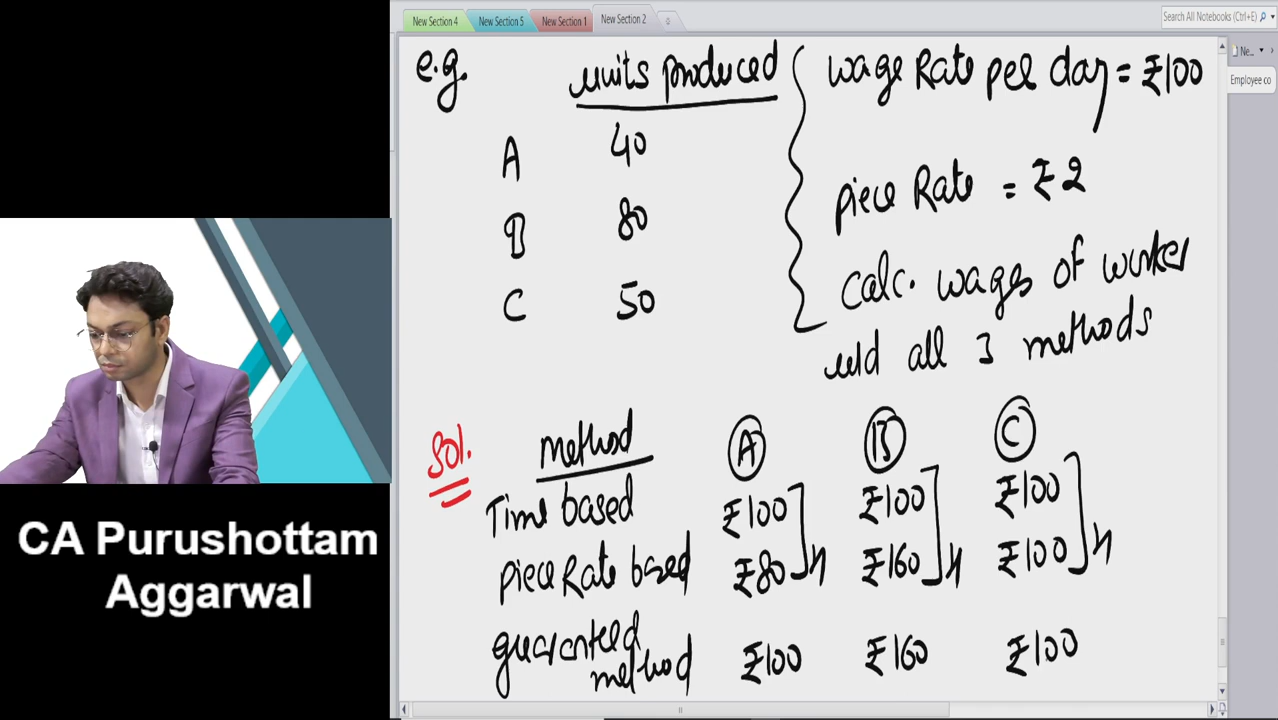 New Section 4 New Section 5 New Section 1 New Section 2
Search All Notebooks (Ctrl+E)
Ne...
Employee co
e.g. units produced
A 40
B 80
C 50
wage Rate per day = ₹100
piece Rate = ₹2
calc. wages of worker
u/d all 3 methods
Sol. method A B C
Time based ₹100 ₹100 ₹100
piece Rate based ₹80 ₹160 ₹100
H H H
guaranteed
method ₹100 ₹160 ₹100
CA Purushottam
Aggarwal